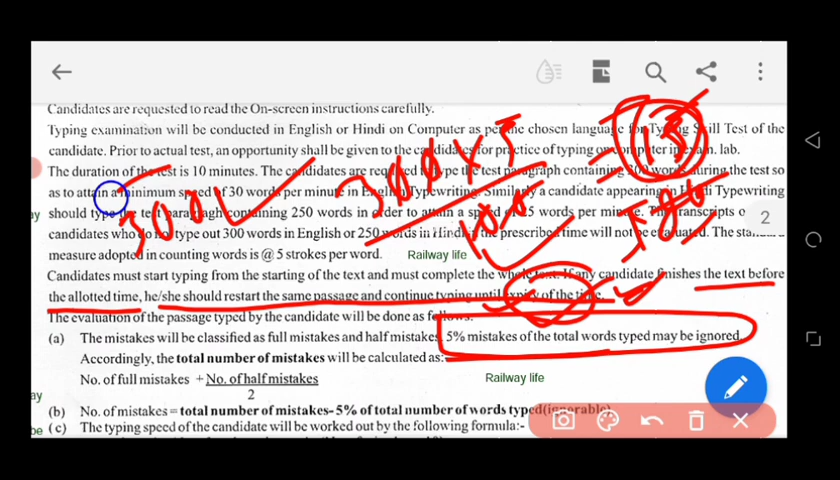 Candidates are requested to read the On-screen instructions carefully.
Typing examination will be conducted in English or Hindi on Computer as per the chosen language for Typing Skill Test of the
candidate. Prior to actual test, an opportunity shall be given to the candidates for practice of typing on computer in exam. lab.
The duration of the test is 10 minutes. The candidates are required to type the test paragraph containing 300 words during the test so
as to attain a minimum speed of 30 words per minute in English Typewriting. Similarly a candidate appearing in Hindi Typewriting
should type the test paragraph containing 250 words in order to attain a speed of 25 words per minute. The transcripts o
candidates who do not type out 300 words in English or 250 words in Hindi in the prescribed time will not be evaluated. The standa
measure adopted in counting words is @ 5 strokes per word. Railway life
Candidates must start typing from the starting of the text and must complete the whole text. If any candidate finishes the text before
the allotted time, he/she should restart the same passage and continue typing until expiry of the time.
The evaluation of the passage typed by the candidate will be done as follows:
(a) The mistakes will be classified as full mistakes and half mistakes. 5% mistakes of the total words typed may be ignored.
Accordingly, the total number of mistakes will be calculated as:
No. of full mistakes + No. of half mistakes Railway life
2
(b) No. of mistakes = total number of mistakes-5% of total number of words typed(ignorable)
(c) The typing speed of the candidate will be worked out by the following formula:-
ay
ay
be
2
300
300 x 5
100
= 15